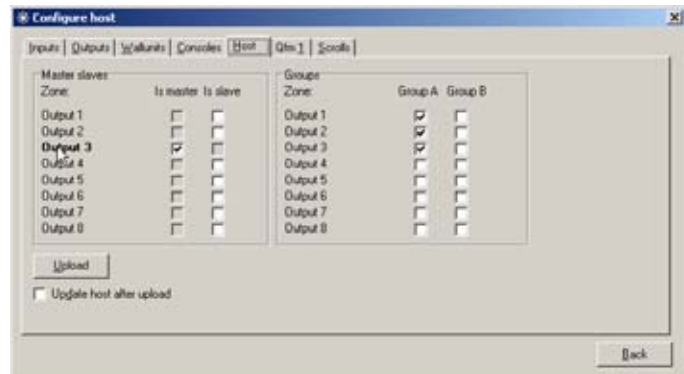 Configure host
Inputs Outputs Wallunits Consoles Host Qfm 1 Scrolls
Master slaves
Zone: Is master Is slave
Output 1
Output 2
Output 3
Output 4
Output 5
Output 6
Output 7
Output 8
Groups
Zone: Group A Group B
Output 1
Output 2
Output 3
Output 4
Output 5
Output 6
Output 7
Output 8
Upload
Update host after upload
Back